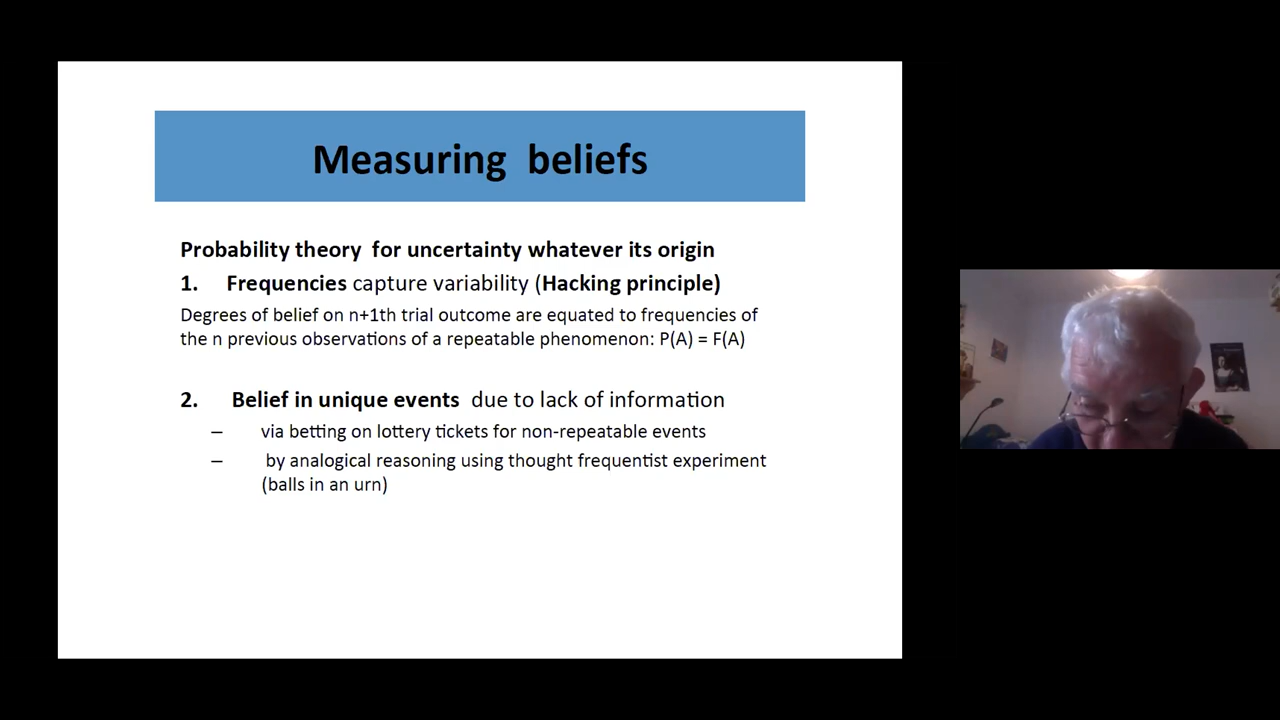 Measuring beliefs
Probability theory for uncertainty whatever its origin
1. Frequencies capture variability (Hacking principle)
Degrees of belief on n+1th trial outcome are equated to frequencies of
the n previous observations of a repeatable phenomenon: P(A) = F(A)
2. Belief in unique events due to lack of information
– via betting on lottery tickets for non-repeatable events
– by analogical reasoning using thought frequentist experiment
(balls in an urn)